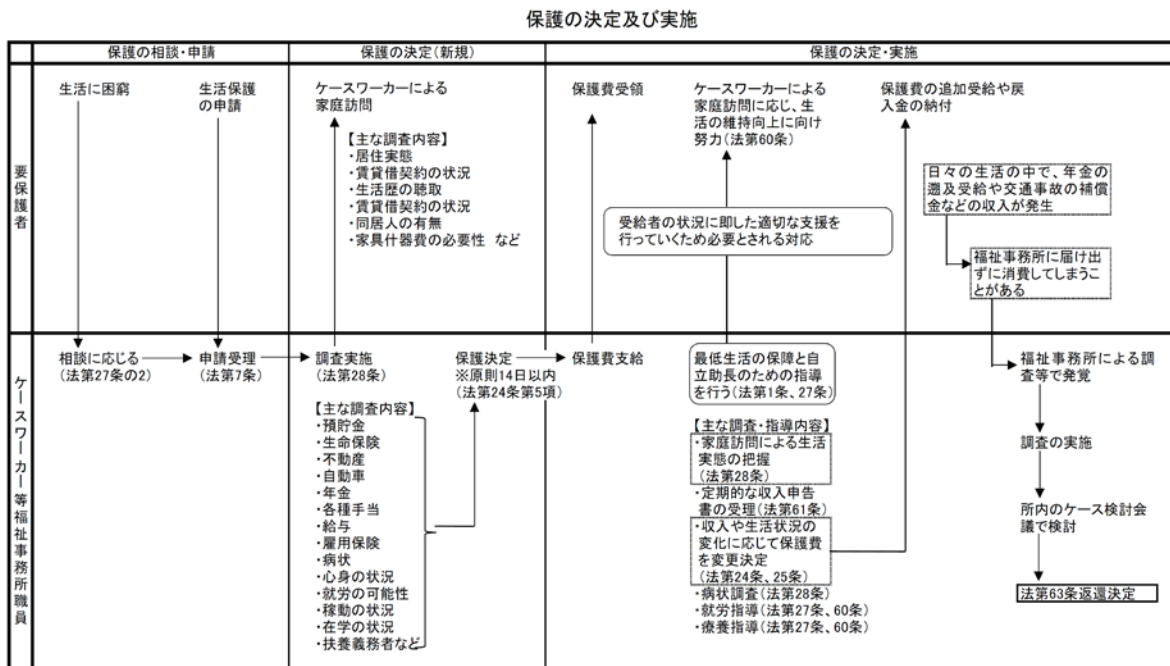 保護の決定及び実施
保護の相談・申請
保護の決定(新規)
保護の決定・実施
要保護者
生活に困窮
生活保護
の申請
ケースワーカーによる
家庭訪問
【主な調査内容】
・居住実態
・賃貸借契約の状況
・生活歴の聴取
・賃貸借契約の状況
・同居人の有無
・家具什器費の必要性 など
保護費受領
ケースワーカーによる
家庭訪問に応じ、生
活の維持向上に向け
努力(法第60条)
保護費の追加受給や戻
入金の納付
日々の生活の中で、年金の
遡及受給や交通事故の補償
金などの収入が発生
受給者の状況に即した適切な支援を
行っていくため必要とされる対応
福祉事務所に届け出
ずに消費してしまうこ
とがある
ケースワーカー等福祉事務所職員
相談に応じる
(法第27条の2)
申請受理
(法第7条)
調査実施
(法第28条)
【主な調査内容】
・預貯金
・生命保険
・不動産
・自動車
・年金
・各種手当
・給与
・雇用保険
・病状
・心身の状況
・就労の可能性
・稼動の状況
・在学の状況
・扶養義務者など
保護決定
※原則14日以内
(法第24条第5項)
保護費支給
最低生活の保障と自
立助長のための指導
を行う(法第1条、27条)
【主な調査・指導内容】
・家庭訪問による生活
実態の把握
(法第28条)
・定期的な収入申告
書の受理(法第61条)
・収入や生活状況の
変化に応じて保護費
を変更決定
(法第24条、25条)
・病状調査(法第28条)
・就労指導(法第27条、60条)
・療養指導(法第27条、60条)
福祉事務所による調
査等で発覚
調査の実施
所内のケース検討会
議で検討
法第63条返還決定